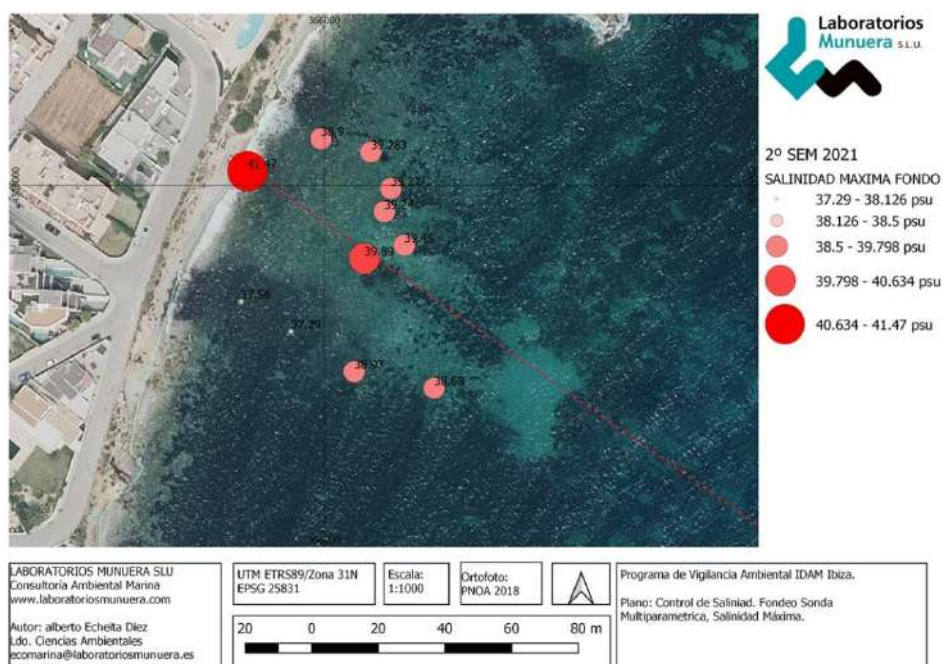 Laboratorios
Munuera S.L.U.
366000
38.9
39.283
41.47
39.27
39.24
39.45
39.89
37.56
37.29
38.93
38.68
2º SEM 2021
SALINIDAD MAXIMA FONDO
37.29 - 38.126 psu
38.126 - 38.5 psu
38.5 - 39.798 psu
39.798 - 40.634 psu
40.634 - 41.47 psu
LABORATORIOS MUNUERA SLU
Consultoría Ambiental Marina
www.laboratoriosmunuera.com
Autor: alberto Echeita Diez
Ldo. Ciencias Ambientales
ecomarina@laboratoriosmunuera.es
UTM ETRS89/Zona 31N
EPSG 25831
Escala:
1:1000
Ortofoto:
PNOA 2018
20 0 20 40 60 80 m
Programa de Vigilancia Ambiental IDAM Ibiza.
Plano: Control de Saliniad. Fondeo Sonda
Multiparametrica, Salinidad Máxima.